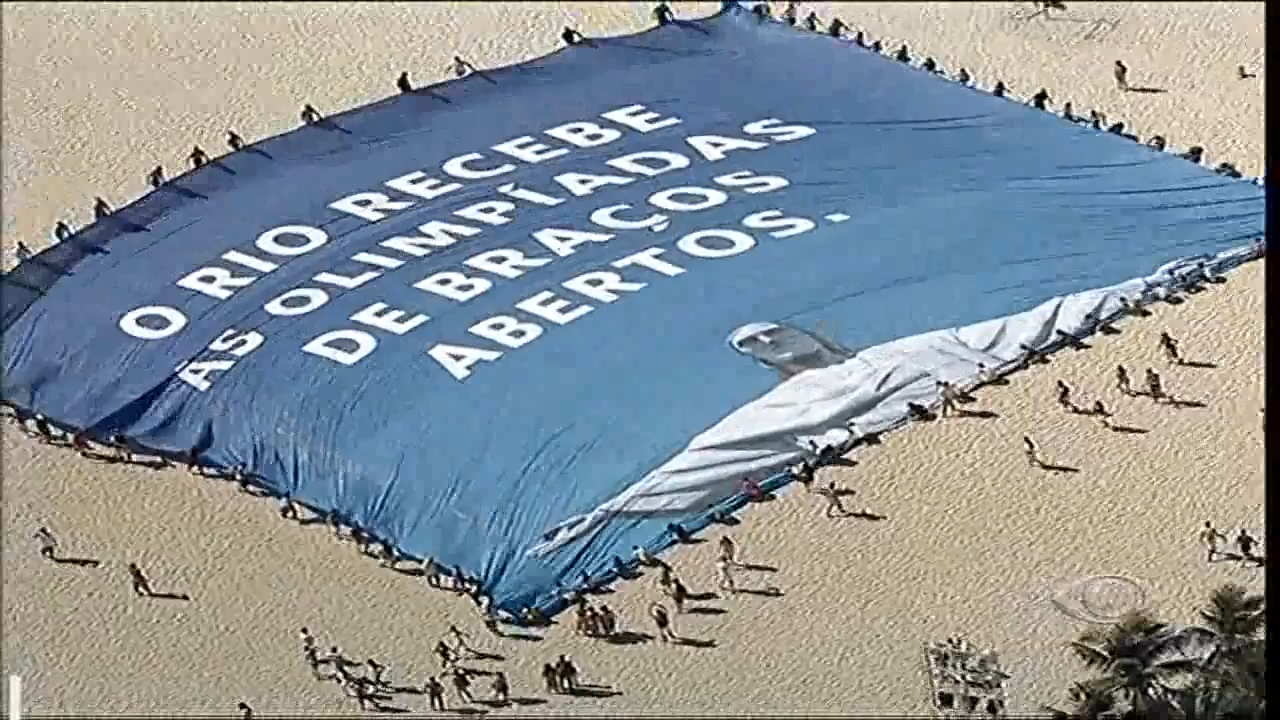 O RIO RECEBE
AS OLIMPÍADAS
DE BRAÇOS
ABERTOS.